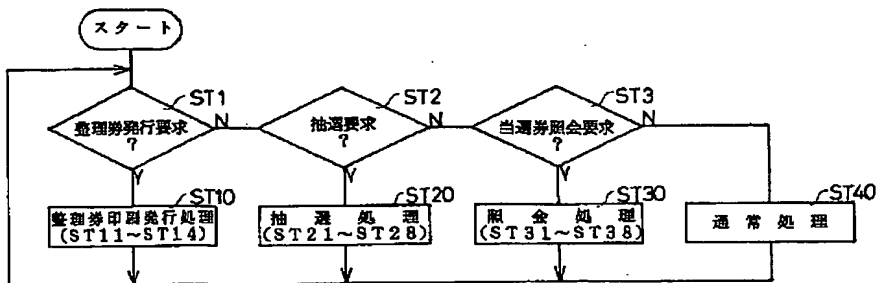 スタート
ST1
整理券発行要求
?
N
Y
ST2
抽選要求
?
N
Y
ST3
当選券照会要求
?
N
Y
ST10
整理券印刷発行処理
(ST11~ST14)
ST20
抽選処理
(ST21~ST28)
ST30
照会処理
(ST31~ST38)
ST40
通常処理